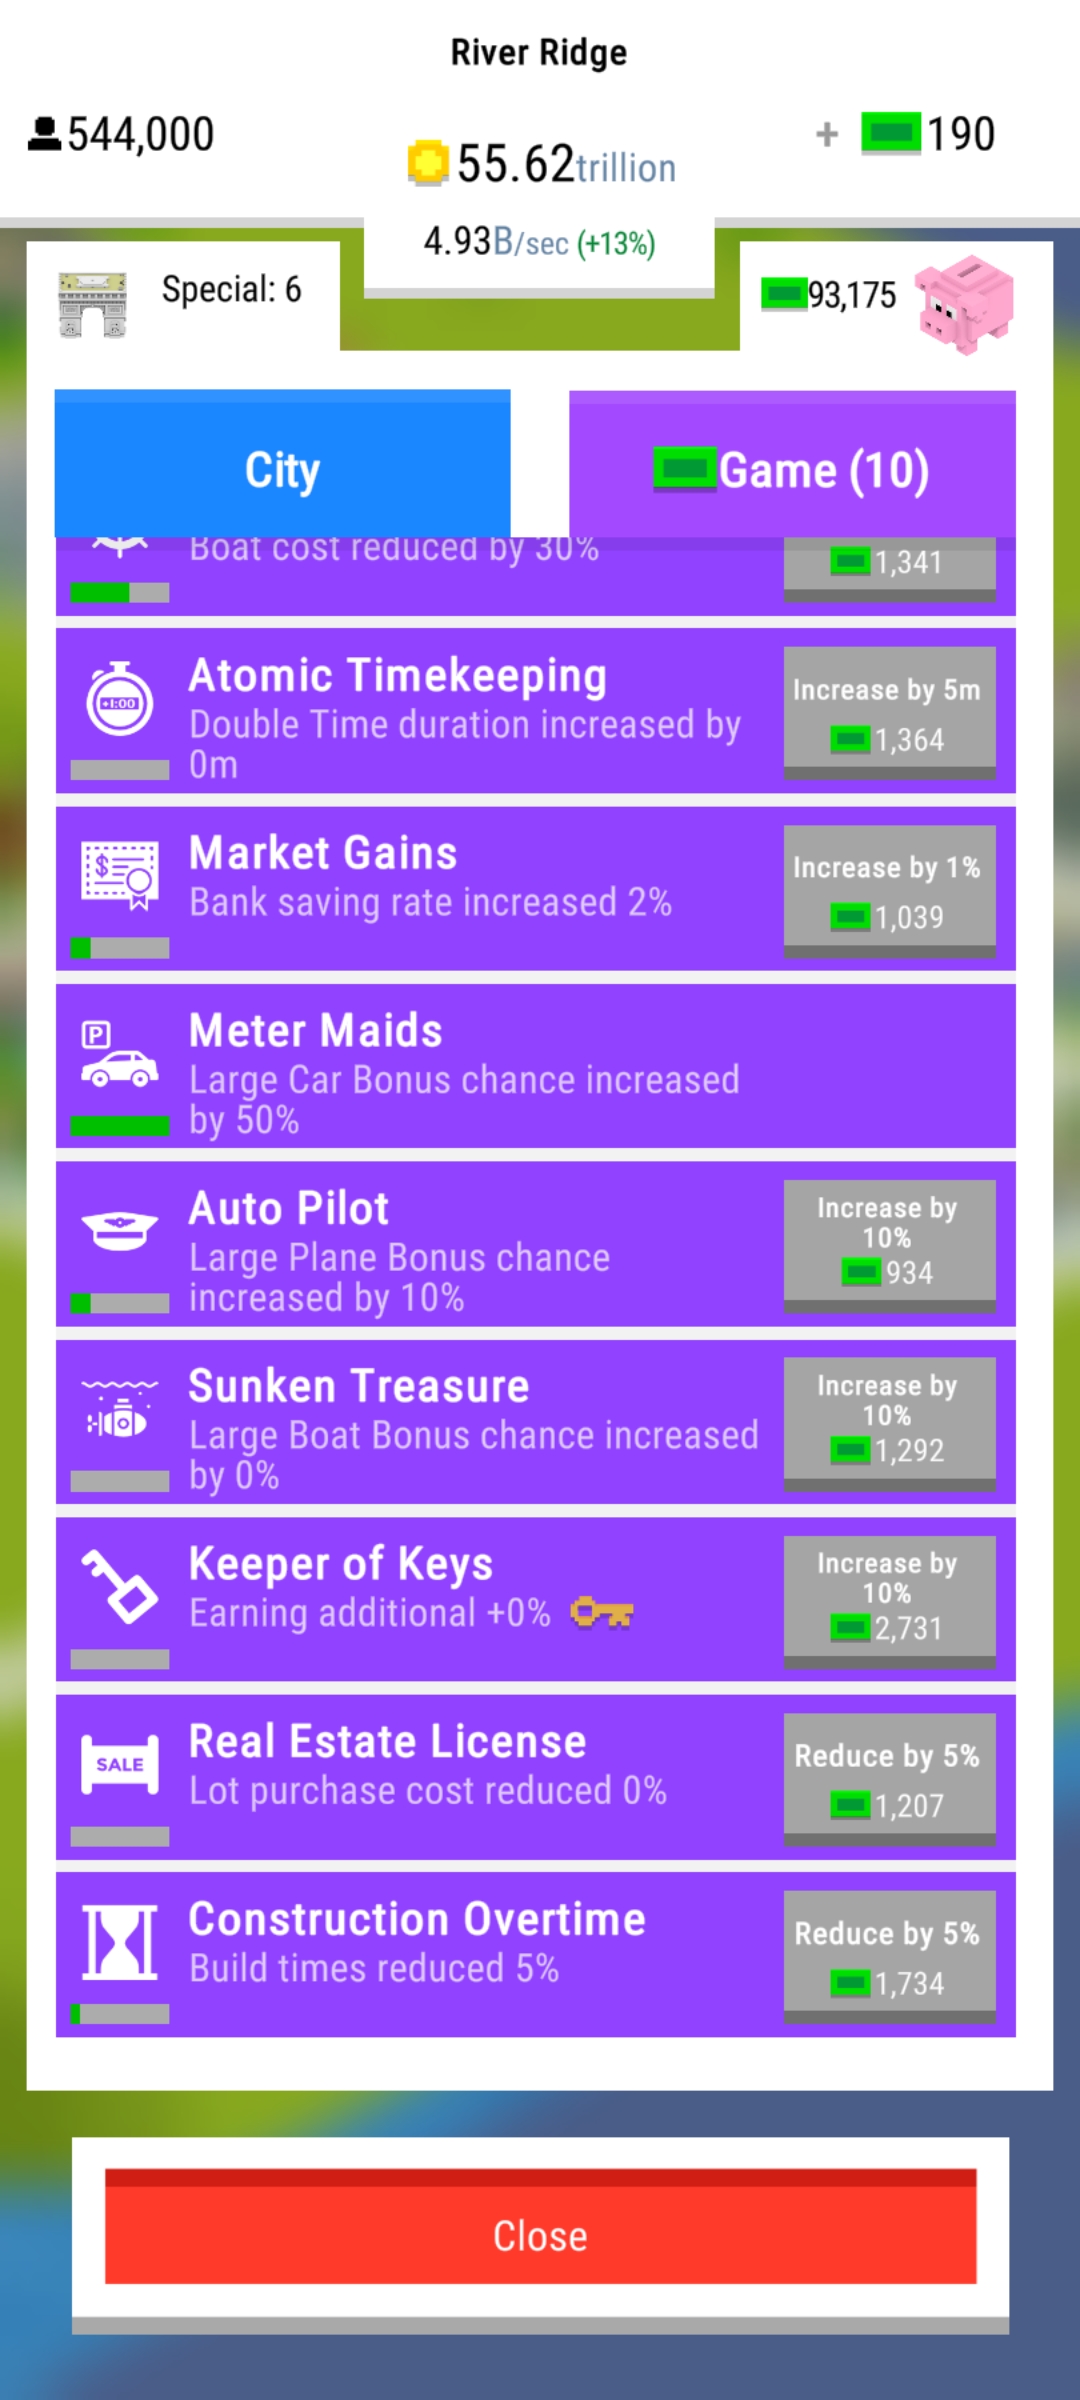 River Ridge
544,000
55.62trillion
+ 190
4.93B/sec (+13%)
Special: 6
93,175
City
Game (10)
Boat cost reduced by 30%
1,341
Atomic Timekeeping
Double Time duration increased by
0m
Increase by 5m
1,364
+1:00
Market Gains
Bank saving rate increased 2%
Increase by 1%
1,039
$
P
Meter Maids
Large Car Bonus chance increased
by 50%
Auto Pilot
Large Plane Bonus chance
increased by 10%
Increase by
10%
934
Sunken Treasure
Large Boat Bonus chance increased
by 0%
Increase by
10%
1,292
Keeper of Keys
Earning additional +0%
Increase by
10%
2,731
SALE
Real Estate License
Lot purchase cost reduced 0%
Reduce by 5%
1,207
Construction Overtime
Build times reduced 5%
Reduce by 5%
1,734
Close